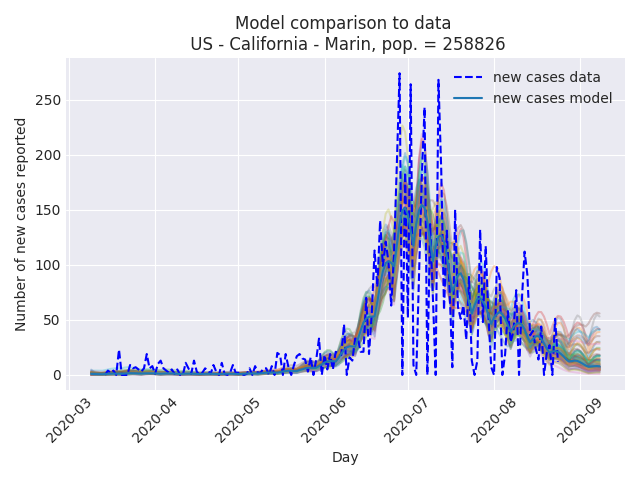 Model comparison to data
US - California - Marin, pop. = 258826
new cases data
new cases model
Number of new cases reported
250
200
150
100
50
0
2020-03
2020-04
2020-05
2020-06
2020-07
2020-08
2020-09
Day